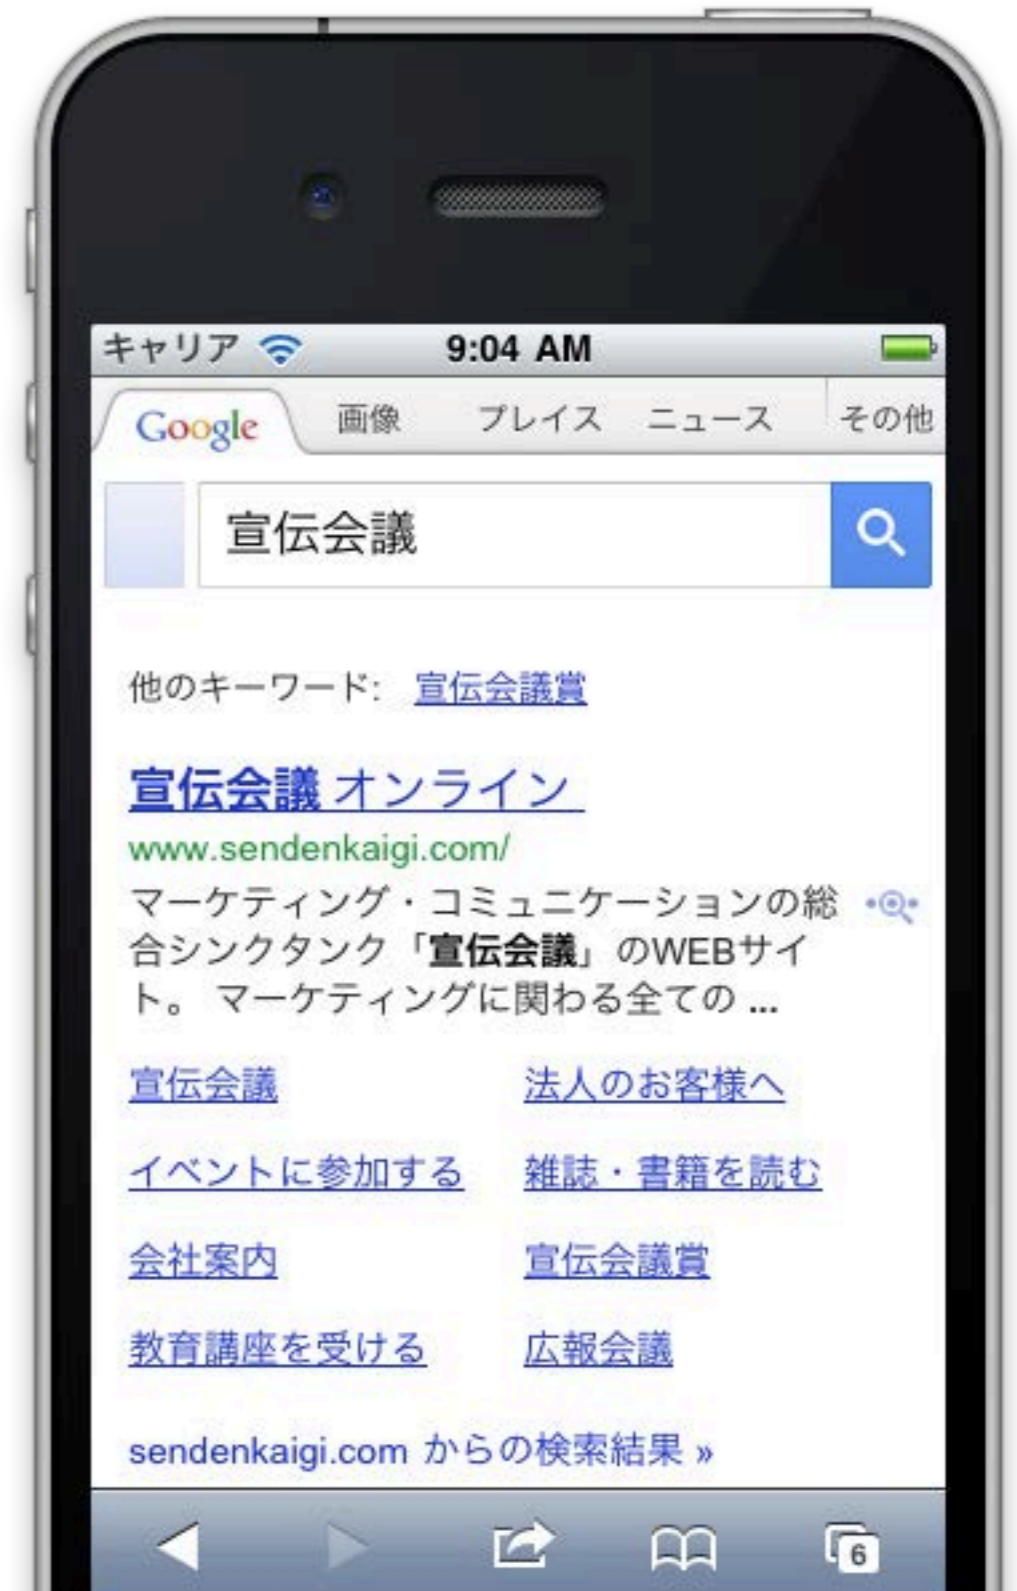 キャリア 9:04 AM
Google 画像 プレイス ニュース その他
宣伝会議
他のキーワード: 宣伝会議賞
宣伝会議 オンライン
www.sendenkaigi.com/
マーケティング・コミュニケーションの総
合シンクタンク「宣伝会議」のWEBサイ
ト。 マーケティングに関わる全ての ...
宣伝会議 法人のお客様へ
イベントに参加する 雑誌・書籍を読む
会社案内 宣伝会議賞
教育講座を受ける 広報会議
sendenkaigi.com からの検索結果 »
6